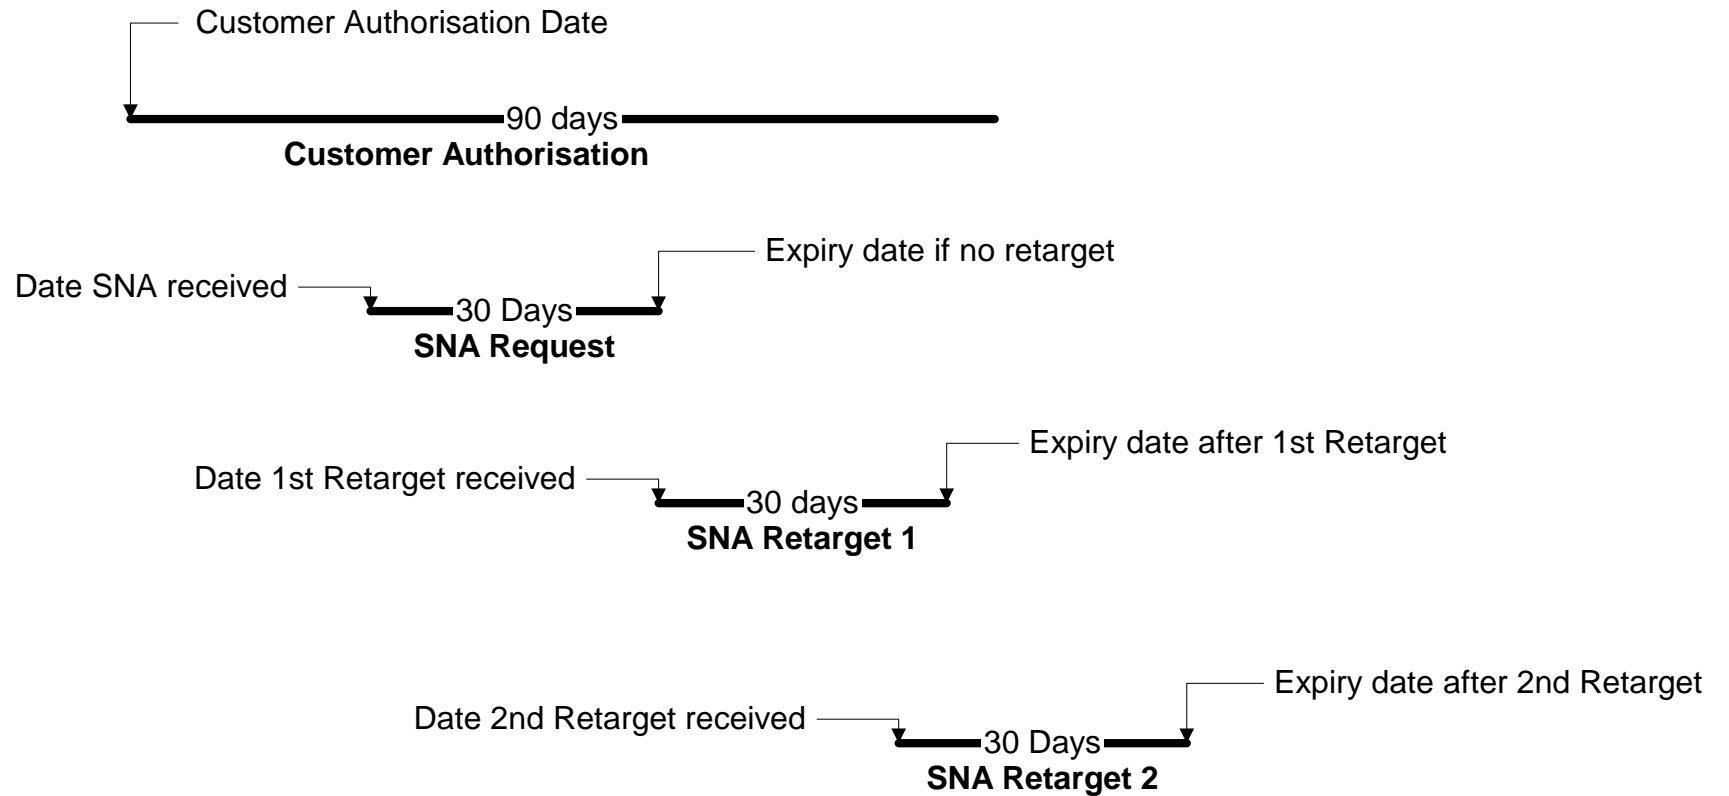 Customer Authorisation Date
90 days
Customer Authorisation
Expiry date if no retarget
Date SNA received
30 Days
SNA Request
Expiry date after 1st Retarget
Date 1st Retarget received
30 days
SNA Retarget 1
Expiry date after 2nd Retarget
Date 2nd Retarget received
30 Days
SNA Retarget 2